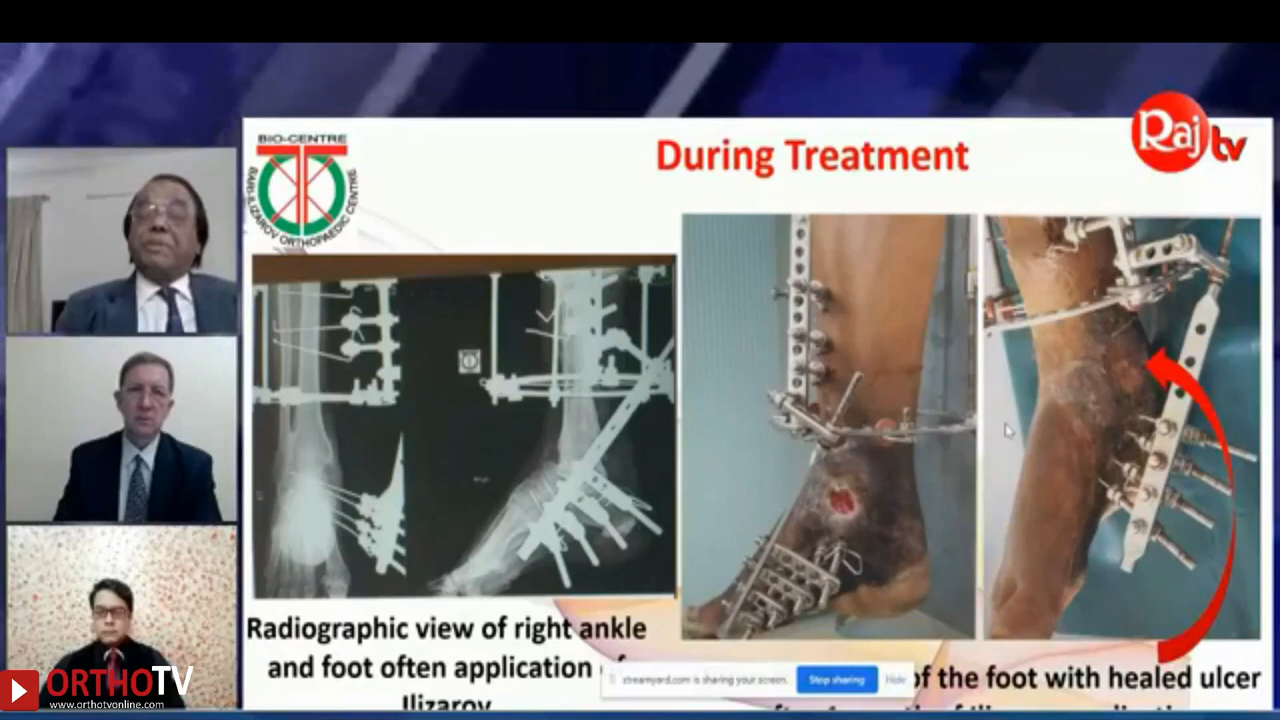 BIO-CENTRE
BARI-ILIZAROV ORTHOPAEDIC CENTRE
During Treatment
Raj tv
Radiographic view of right ankle
and foot often application
Ilizarov
of the foot with healed ulcer
streamyard.com is sharing your screen.
Stop sharing
Hide
ORTHOTV
www.orthotvonline.com